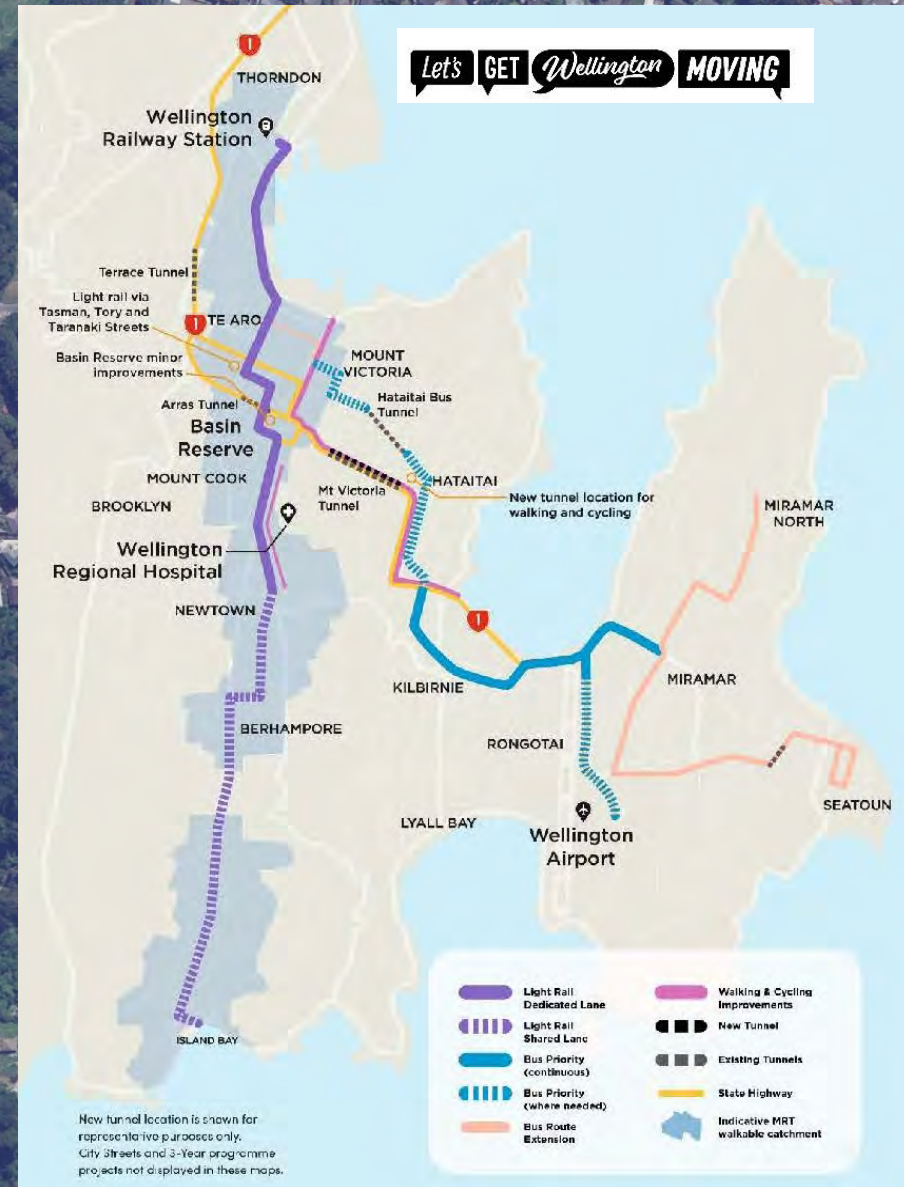 Let's GET Wellington MOVING
1
THORNDON
Wellington
Railway Station
Terrace Tunnel
Light rail via
Tasman, Tory and
Taranaki Streets
1
TE ARO
Basin Reserve minor
improvements
MOUNT
VICTORIA
Arras Tunnel
Hataitai Bus
Tunnel
Basin
Reserve
MOUNT COOK
Mt Victoria
Tunnel
HATAITAI
New tunnel location for
walking and cycling
BROOKLYN
MIRAMAR
NORTH
Wellington
Regional Hospital
NEWTOWN
1
KILBIRNIE
MIRAMAR
BERHAMPORE
RONGOTAI
SEATOUN
LYALL BAY
Wellington
Airport
ISLAND BAY
Light Rail
Dedicated Lane
Light Rail
Shared Lane
Bus Priority
(continuous)
Bus Priority
(where needed)
Bus Route
Extension
Walking & Cycling
Improvements
New Tunnel
Existing Tunnels
State Highway
Indicative MRT
walkable catchment
New tunnel location is shown for
representative purposes only.
City Streets and 3-Year programme
projects not displayed in these maps.